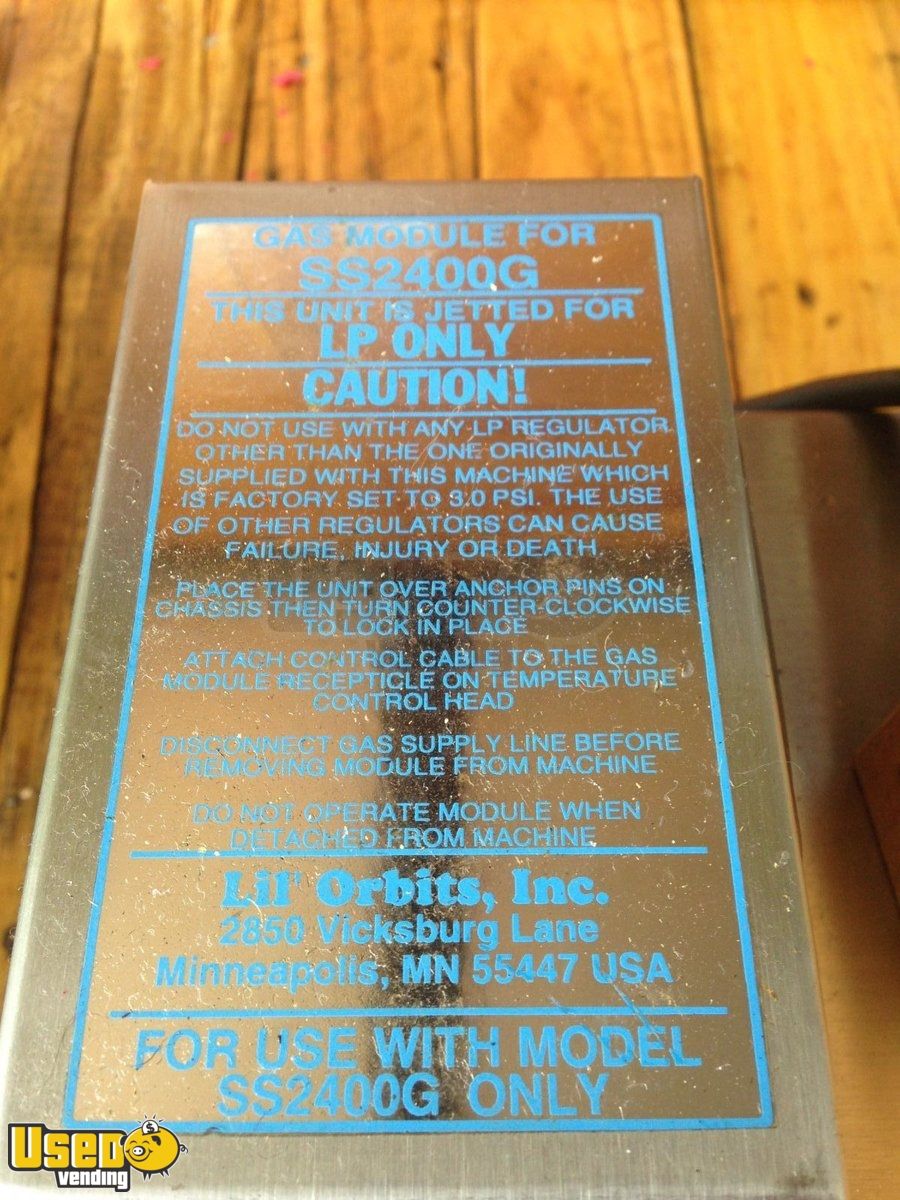 GAS MODULE FOR
SS2400G
THIS UNIT IS JETTED FOR
LP ONLY
CAUTION!
DO NOT USE WITH ANY LP REGULATOR
OTHER THAN THE ONE ORIGINALLY
SUPPLIED WITH THIS MACHINE WHICH
IS FACTORY SET TO 3.0 PSI. THE USE
OF OTHER REGULATORS CAN CAUSE
FAILURE, INJURY OR DEATH
PLACE THE UNIT OVER ANCHOR PINS ON
CHASSIS THEN TURN COUNTER-CLOCKWISE
TO LOCK IN PLACE
ATTACH CONTROL CABLE TO THE GAS
MODULE RECEPTICLE ON TEMPERATURE
CONTROL HEAD
DISCONNECT GAS SUPPLY LINE BEFORE
REMOVING MODULE FROM MACHINE
DO NOT OPERATE MODULE WHEN
DETACHED FROM MACHINE
Lil' Orbits, Inc.
2850 Vicksburg Lane
Minneapolis, MN 55447 USA
FOR USE WITH MODEL
SS2400G ONLY
USED
vending